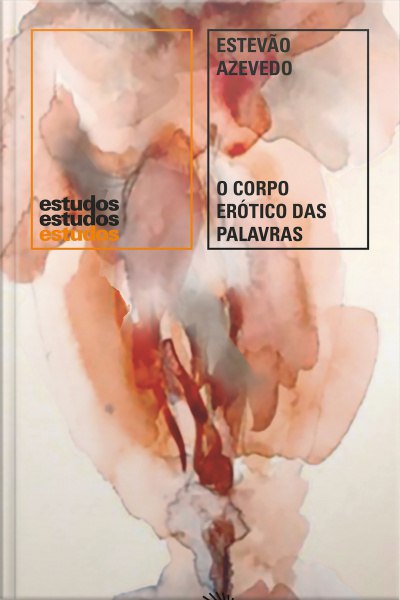 ESTEVÃO
AZEVEDO
O CORPO
ERÓTICO DAS
PALAVRAS
estudos
estudos
estudos